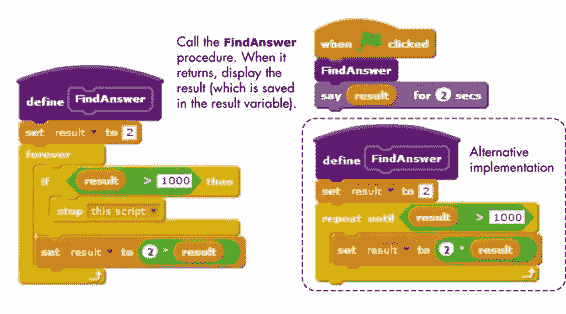 define FindAnswer
set result to 2
forever
if result > 1000 then
stop this script
set result to 2 * result
Call the FindAnswer
procedure. When it
returns, display the
result (which is saved
in the result variable).
when clicked
FindAnswer
say result for 2 secs
define FindAnswer
Alternative
implementation
set result to 2
repeat until result > 1000
set result to 2 * result